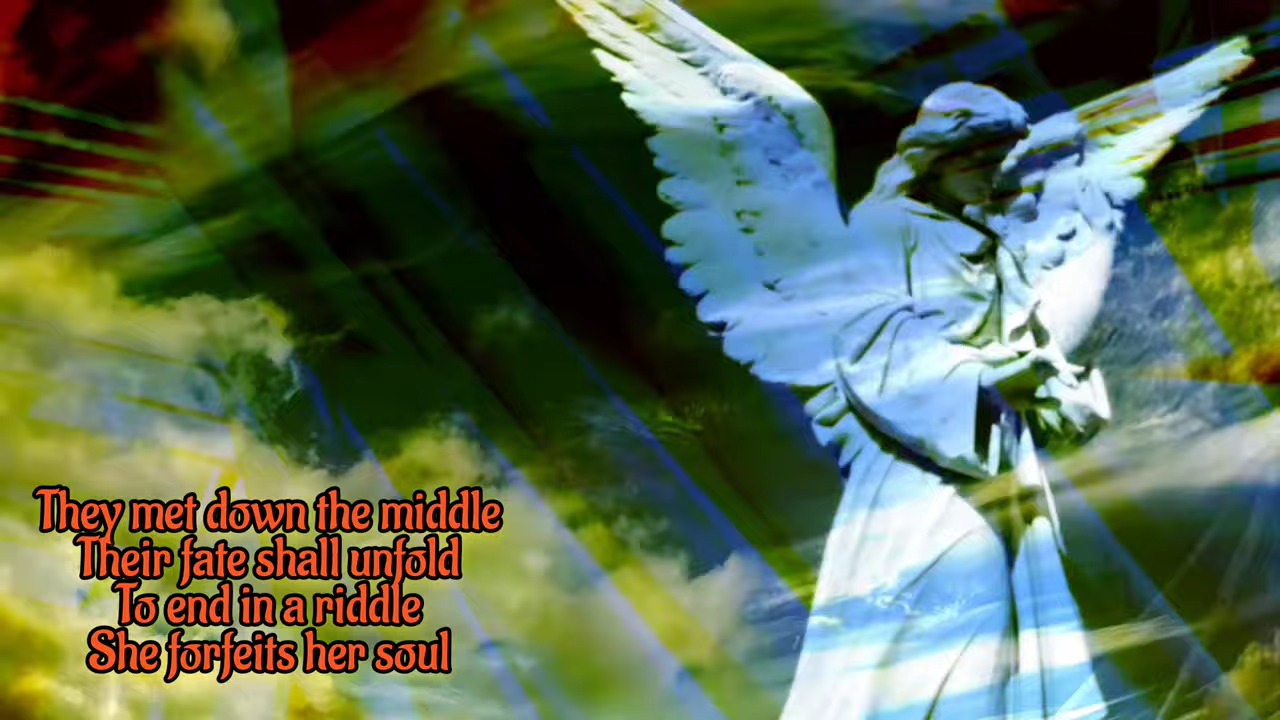 They met down the middle
Their fate shall unfold
To end in a riddle
She forfeits her soul